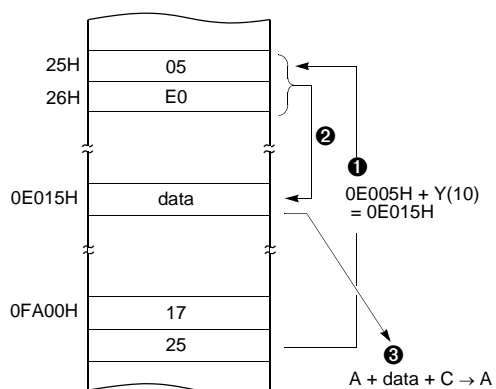 25H 05
26H E0
❷
❶
0E005H + Y(10)
= 0E015H
0E015H data
0FA00H 17
25
❸
A + data + C → A